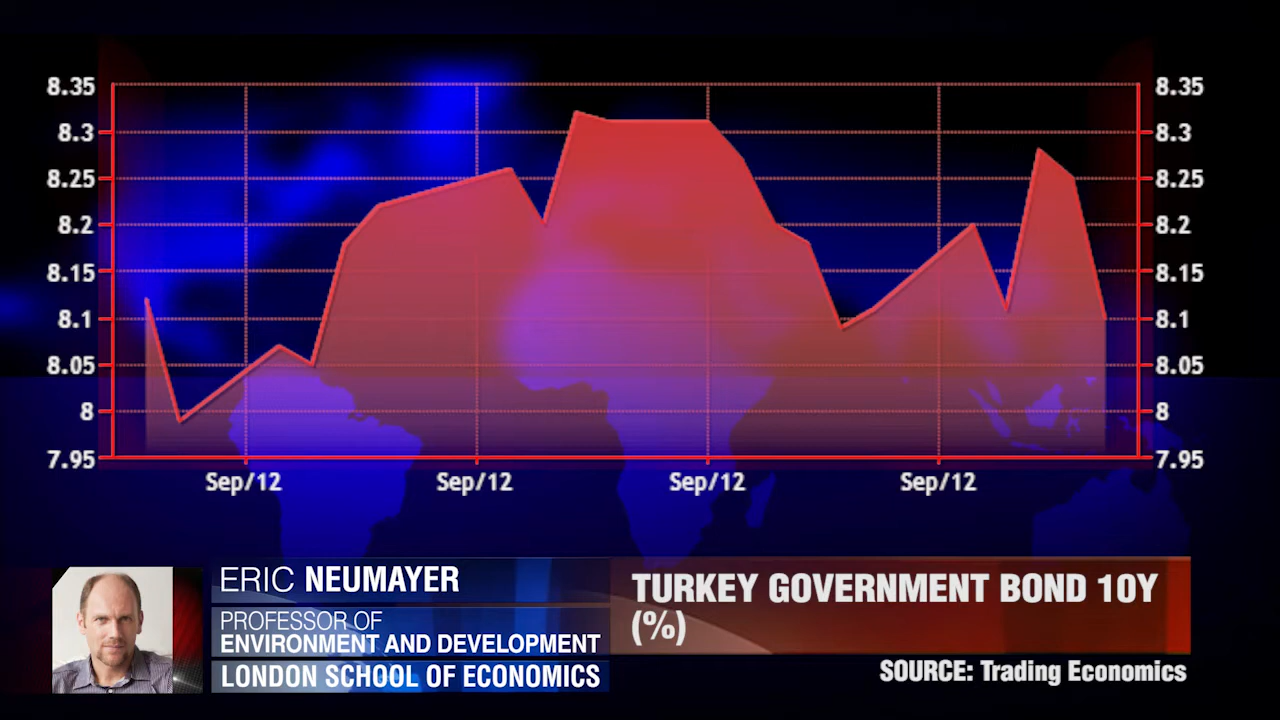 8.35 8.35
8.3 8.3
8.25 8.25
8.2 8.2
8.15 8.15
8.1 8.1
8.05 8.05
8 8
7.95 7.95
Sep/12 Sep/12 Sep/12 Sep/12
ERIC NEUMAYER
PROFESSOR OF
ENVIRONMENT AND DEVELOPMENT
LONDON SCHOOL OF ECONOMICS
TURKEY GOVERNMENT BOND 10Y
(%)
SOURCE: Trading Economics